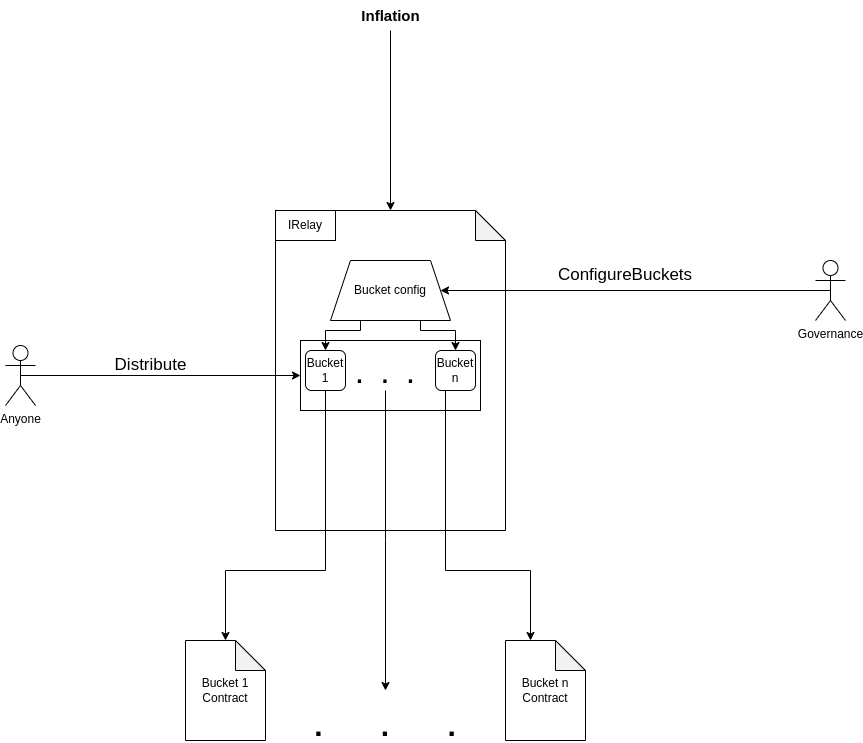 Inflation
IRelay
ConfigureBuckets
Bucket config
Governance
Distribute
Bucket
1
. . .
Bucket
n
Anyone
Bucket 1
Contract
. . .
Bucket n
Contract